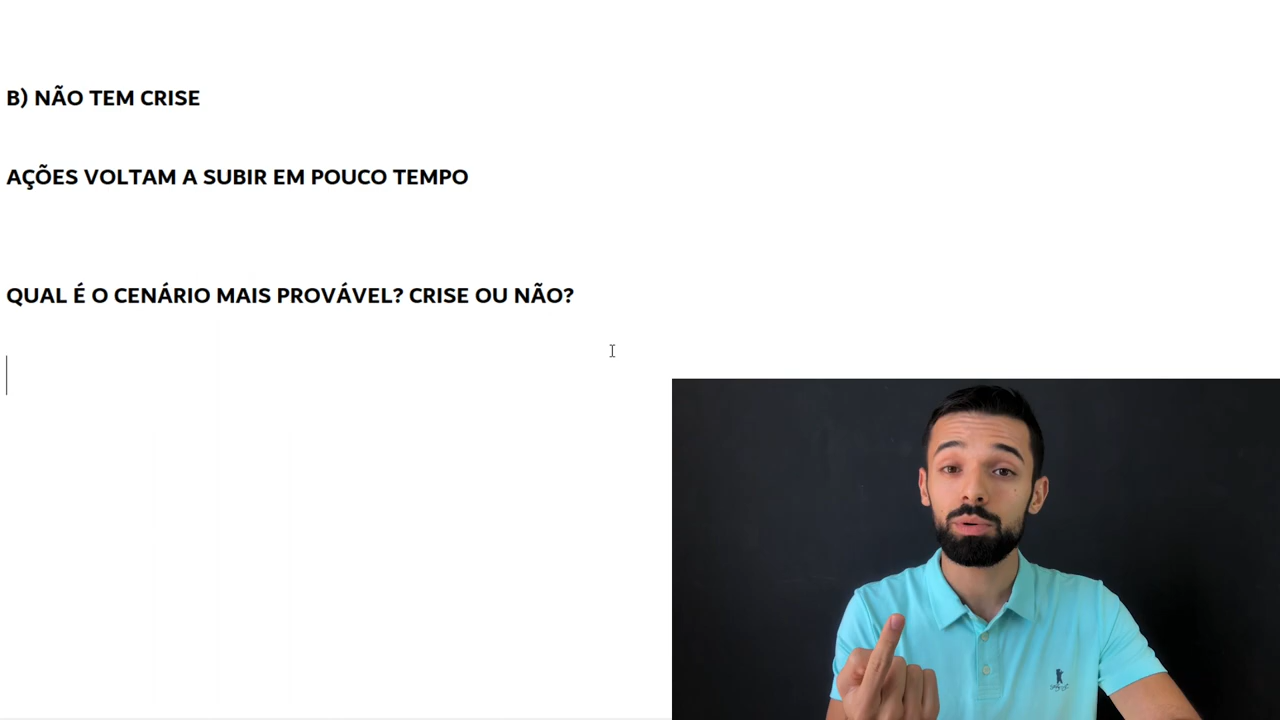 B) NÃO TEM CRISE
AÇÕES VOLTAM A SUBIR EM POUCO TEMPO
QUAL É O CENÁRIO MAIS PROVÁVEL? CRISE OU NÃO?